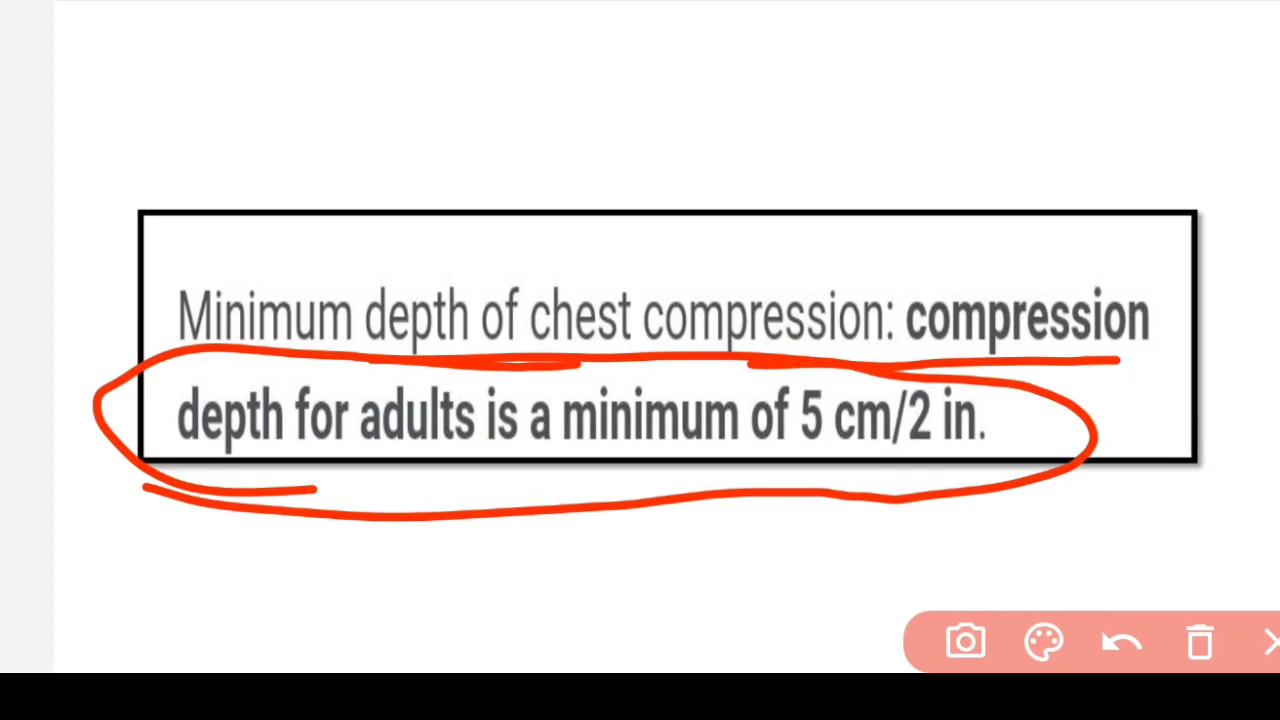 Minimum depth of chest compression: compression
depth for adults is a minimum of 5 cm/2 in.